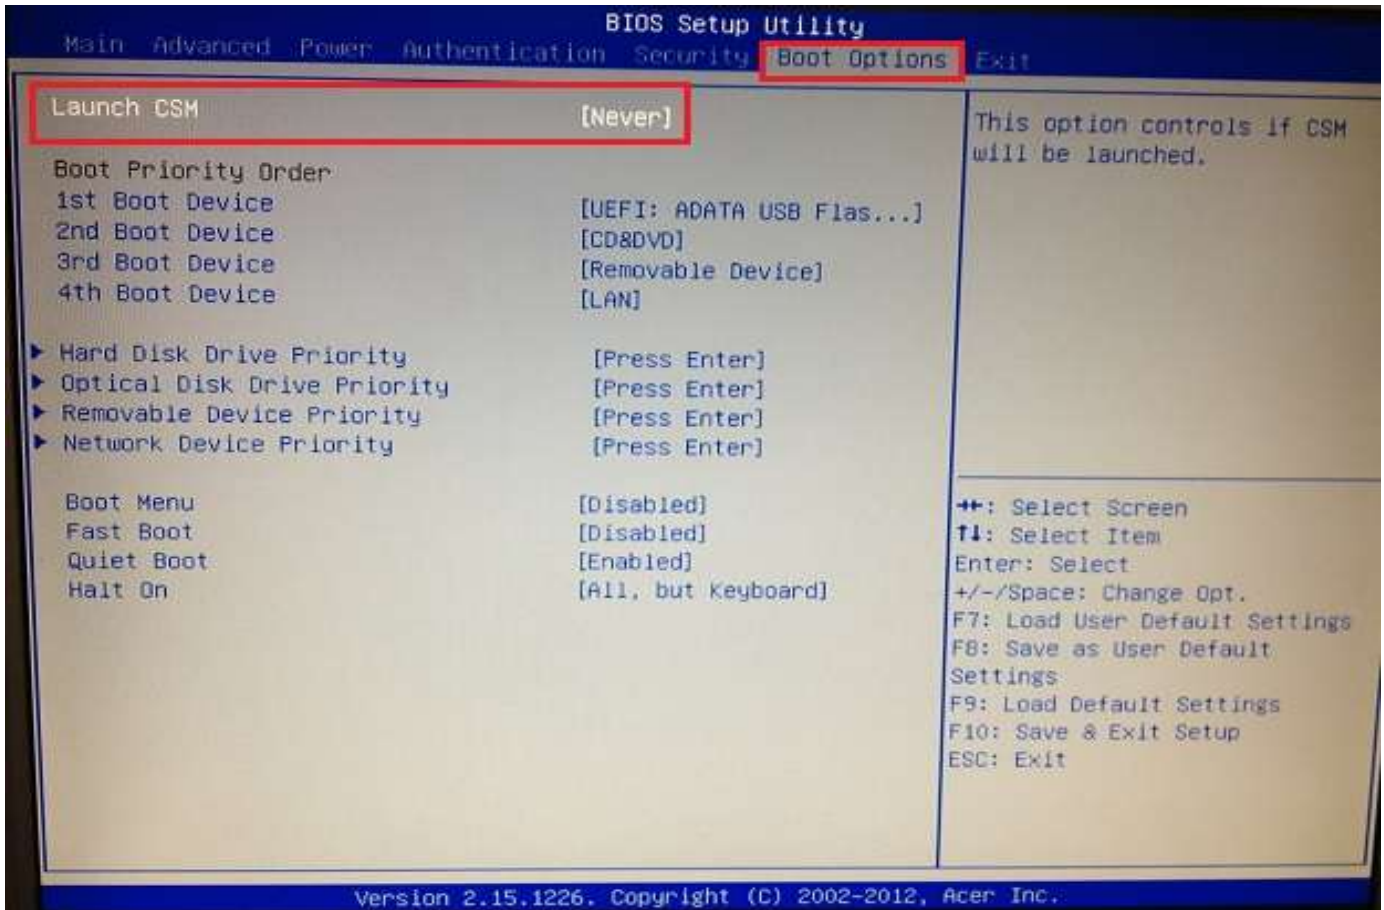 BIOS Setup Utility
Main Advanced Power Authentication Security Boot Options Exit
Launch CSM [Never]
Boot Priority Order
1st Boot Device [UEFI: ADATA USB Flas...]
2nd Boot Device [CD&DVD]
3rd Boot Device [Removable Device]
4th Boot Device [LAN]
Hard Disk Drive Priority [Press Enter]
Optical Disk Drive Priority [Press Enter]
Removable Device Priority [Press Enter]
Network Device Priority [Press Enter]
Boot Menu [Disabled]
Fast Boot [Disabled]
Quiet Boot [Enabled]
Halt On [All, but Keyboard]
This option controls if CSM
will be launched.
→←: Select Screen
↑↓: Select Item
Enter: Select
+/-/Space: Change Opt.
F7: Load User Default Settings
F8: Save as User Default
Settings
F9: Load Default Settings
F10: Save & Exit Setup
ESC: Exit
Version 2.15.1226. Copyright (C) 2002-2012, Acer Inc.